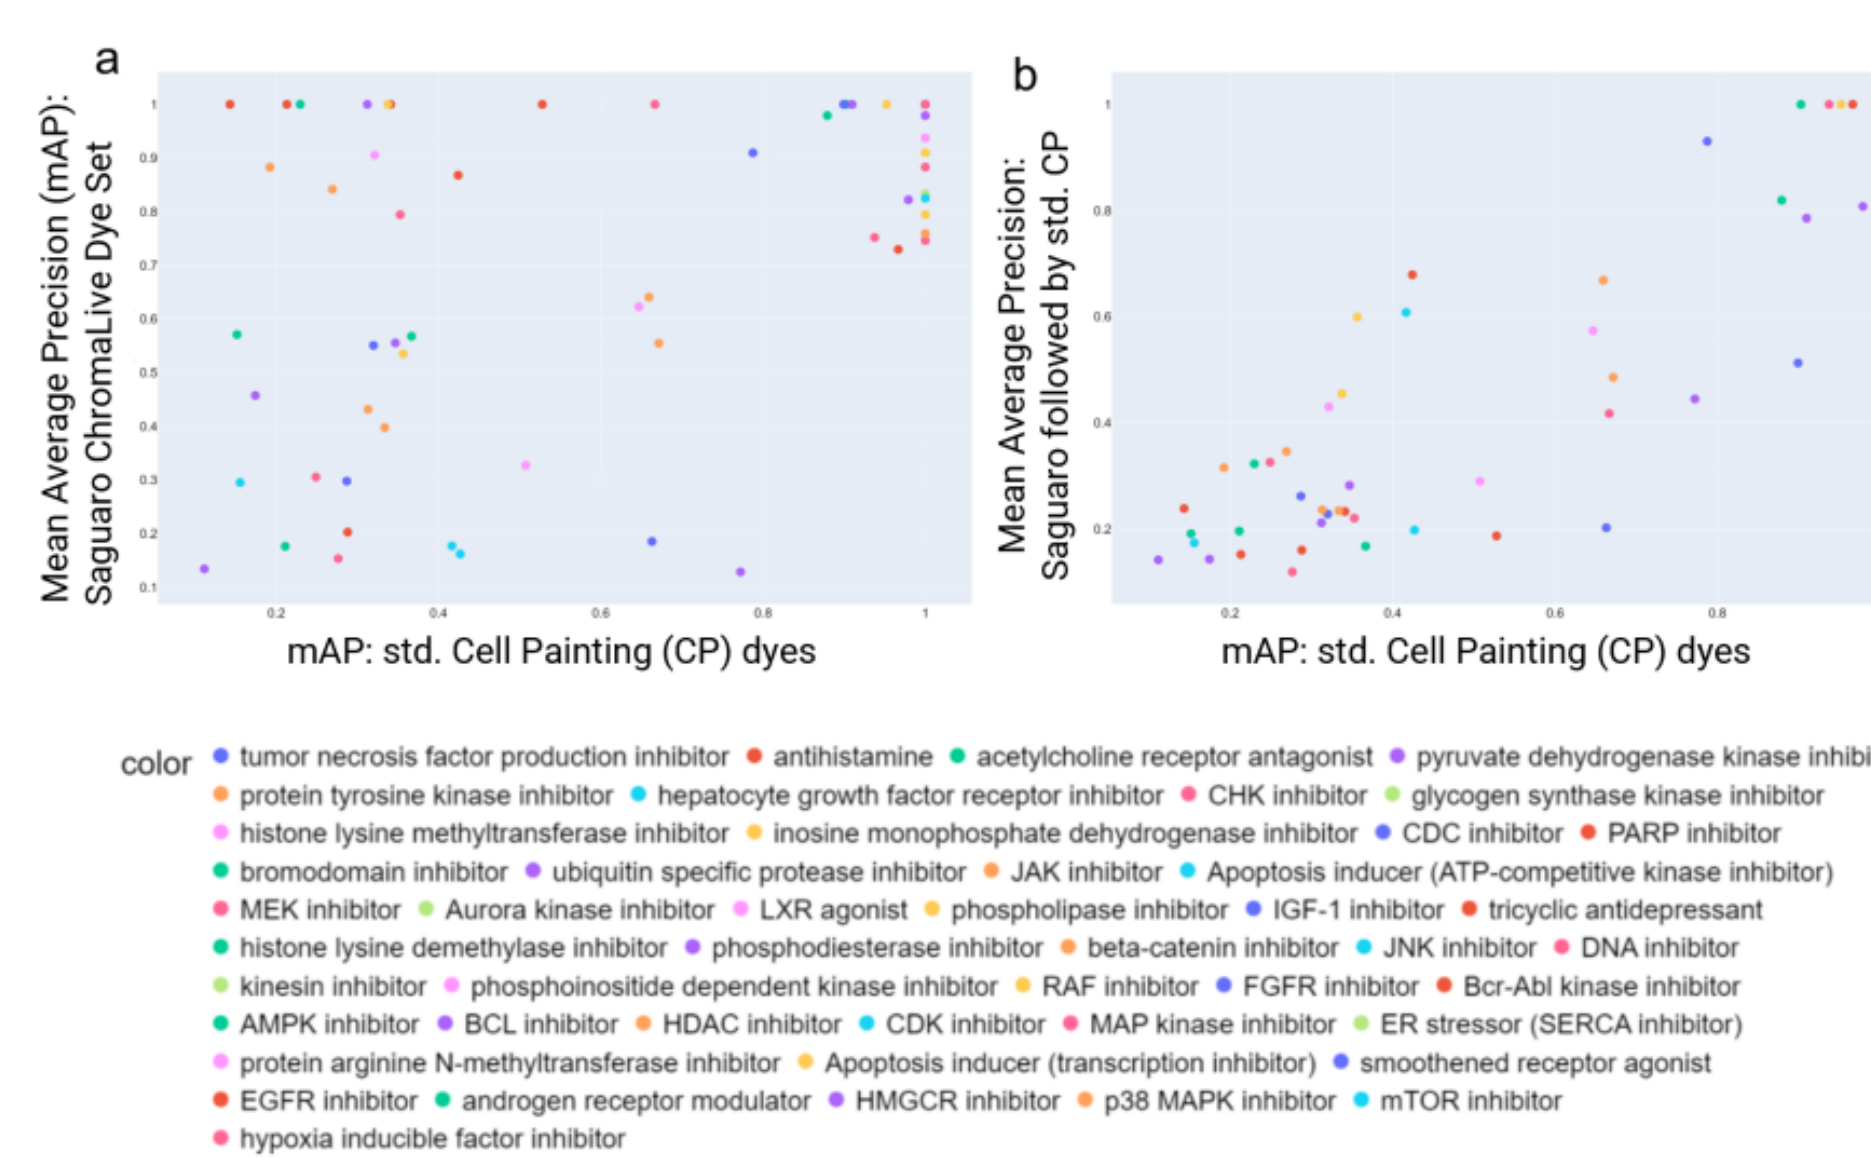 a
Mean Average Precision (mAP):
Saguaro ChromaLive Dye Set
1
0.9
0.8
0.7
0.6
0.5
0.4
0.3
0.2
0.1
0.2 0.4 0.6 0.8 1
mAP: std. Cell Painting (CP) dyes
b
Mean Average Precision:
Saguaro followed by std. CP
1
0.8
0.6
0.4
0.2
0.2 0.4 0.6 0.8
mAP: std. Cell Painting (CP) dyes
color tumor necrosis factor production inhibitor antihistamine acetylcholine receptor antagonist pyruvate dehydrogenase kinase inhibi
protein tyrosine kinase inhibitor hepatocyte growth factor receptor inhibitor CHK inhibitor glycogen synthase kinase inhibitor
histone lysine methyltransferase inhibitor inosine monophosphate dehydrogenase inhibitor CDC inhibitor PARP inhibitor
bromodomain inhibitor ubiquitin specific protease inhibitor JAK inhibitor Apoptosis inducer (ATP-competitive kinase inhibitor)
MEK inhibitor Aurora kinase inhibitor LXR agonist phospholipase inhibitor IGF-1 inhibitor tricyclic antidepressant
histone lysine demethylase inhibitor phosphodiesterase inhibitor beta-catenin inhibitor JNK inhibitor DNA inhibitor
kinesin inhibitor phosphoinositide dependent kinase inhibitor RAF inhibitor FGFR inhibitor Bcr-Abl kinase inhibitor
AMPK inhibitor BCL inhibitor HDAC inhibitor CDK inhibitor MAP kinase inhibitor ER stressor (SERCA inhibitor)
protein arginine N-methyltransferase inhibitor Apoptosis inducer (transcription inhibitor) smoothened receptor agonist
EGFR inhibitor androgen receptor modulator HMGCR inhibitor p38 MAPK inhibitor mTOR inhibitor
hypoxia inducible factor inhibitor